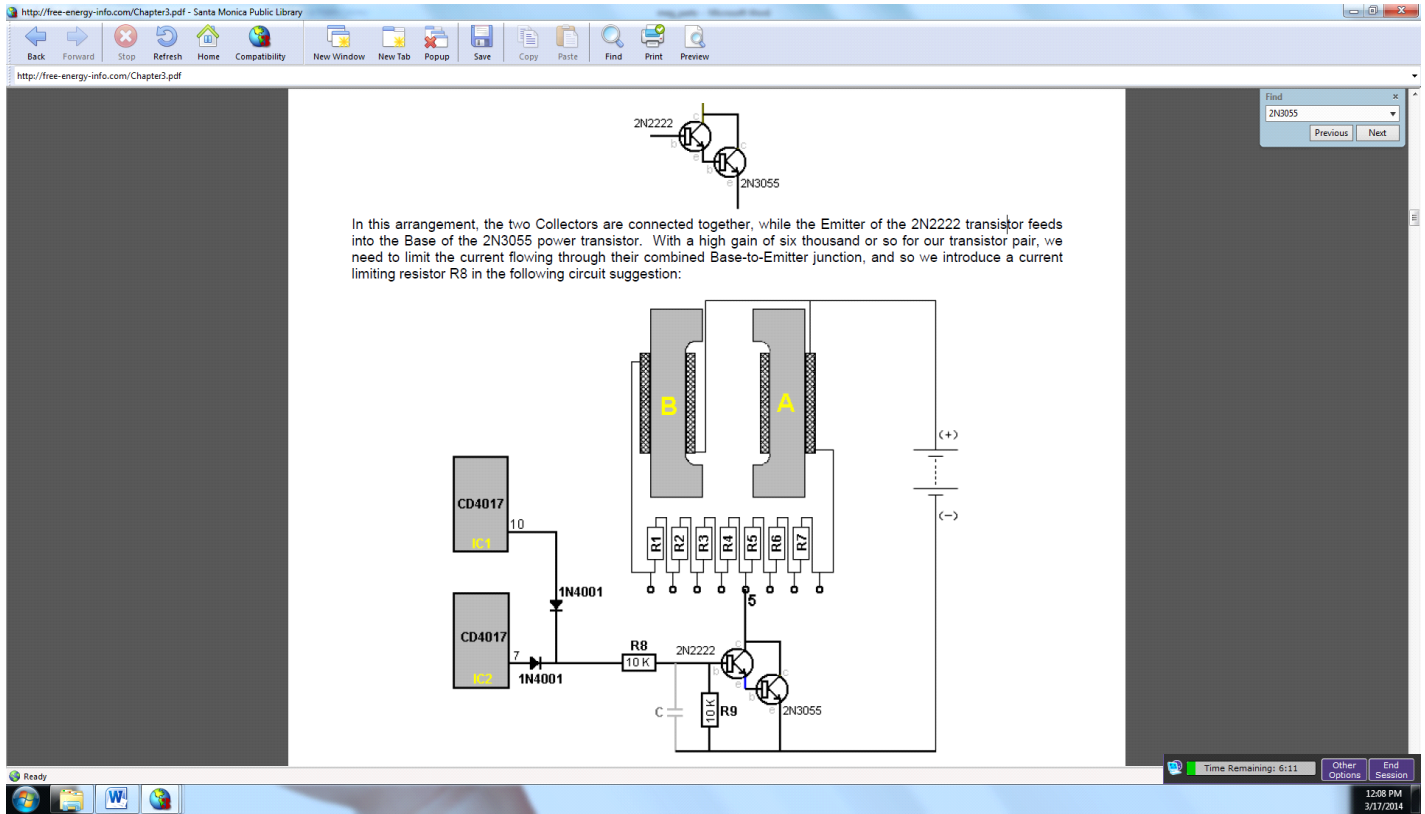 http://free-energy-info.com/Chapter3.pdf - Santa Monica Public Library
Back Forward Stop Refresh Home Compatibility New Window New Tab Popup Save Copy Paste Find Print Preview
http://free-energy-info.com/Chapter3.pdf
Find
2N3055
Previous Next
2N2222
c
b
e
c
b
e
2N3055
In this arrangement, the two Collectors are connected together, while the Emitter of the 2N2222 transistor feeds
into the Base of the 2N3055 power transistor. With a high gain of six thousand or so for our transistor pair, we
need to limit the current flowing through their combined Base-to-Emitter junction, and so we introduce a current
limiting resistor R8 in the following circuit suggestion:
B
A
(+)
(−)
CD4017
10
IC1
R1 R2 R3 R4 R5 R6 R7
1N4001
5
CD4017
7
IC2
1N4001
R8
10 K
2N2222
c
b
e
c
b
e
2N3055
C
10 K
R9
Time Remaining: 6:11
Other Options
End Session
Ready
12:08 PM
3/17/2014